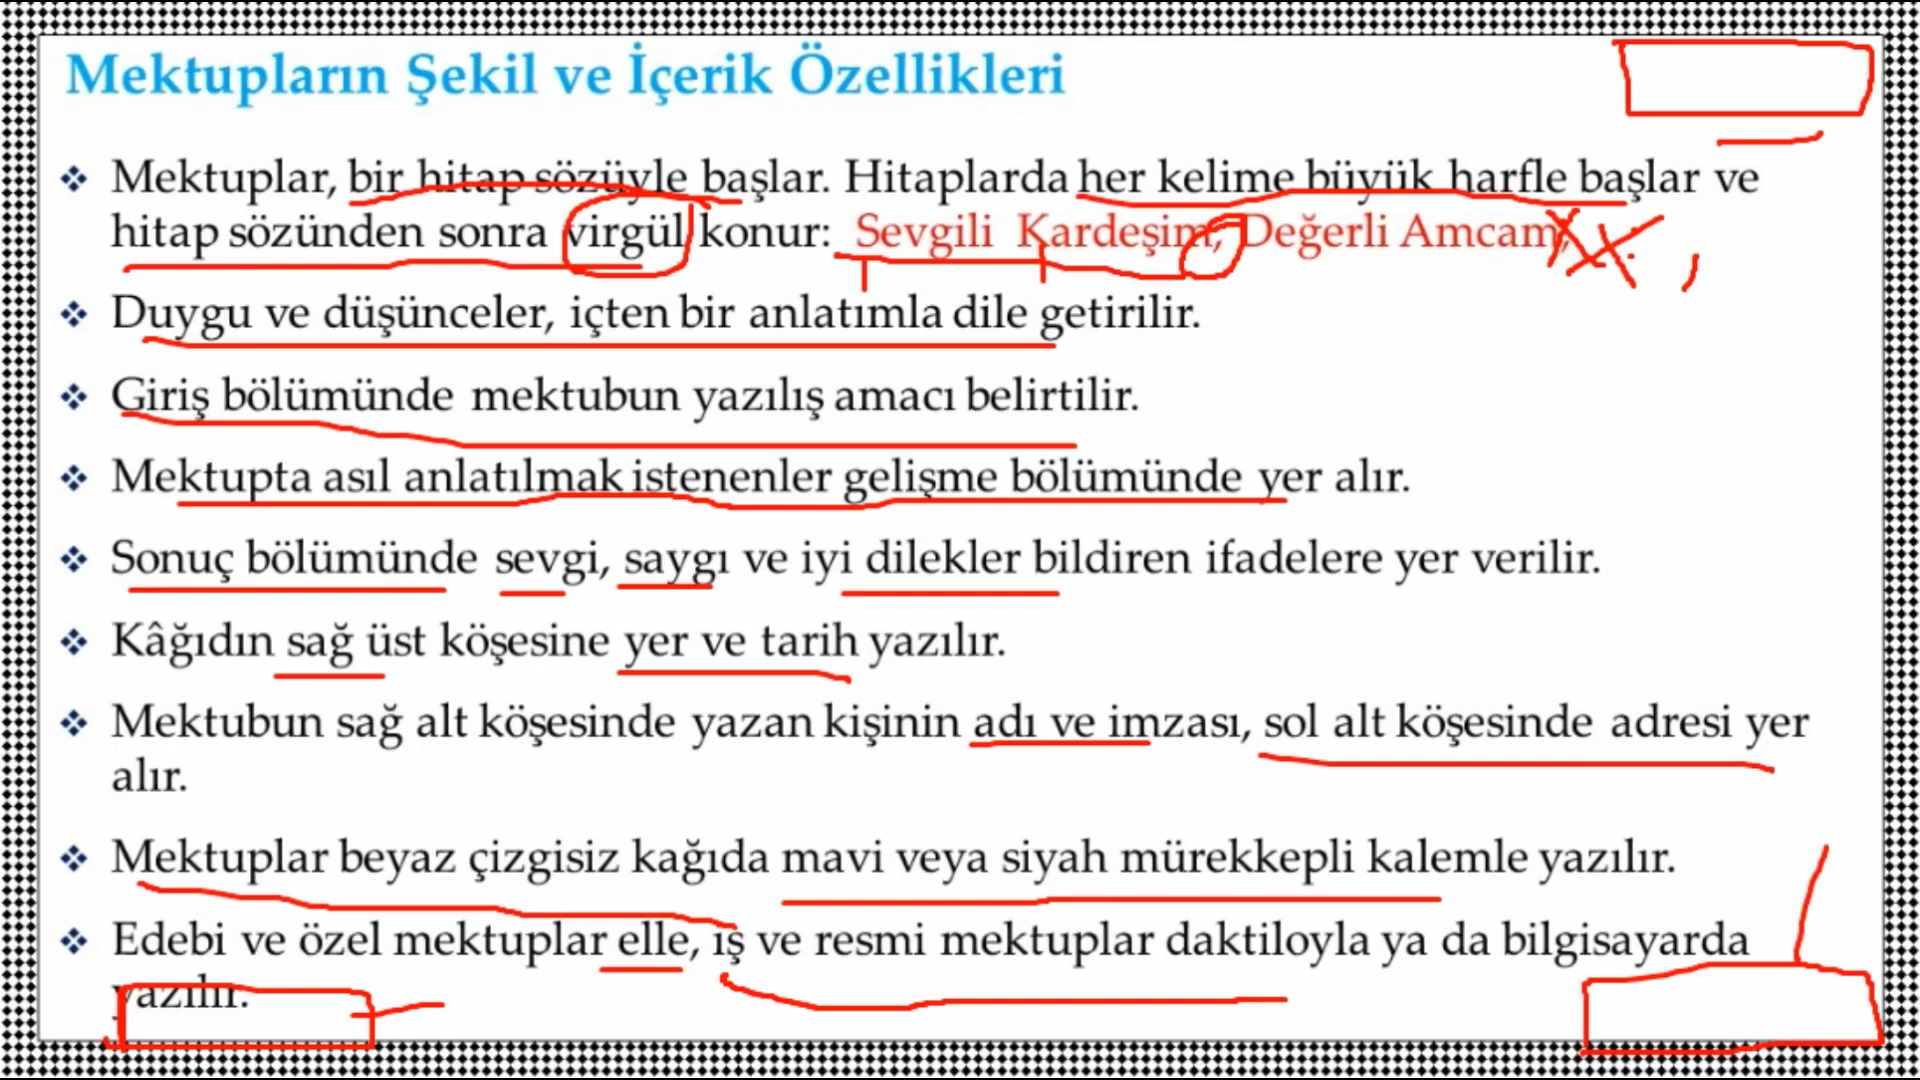 Mektupların Şekil ve İçerik Özellikleri
❖ Mektuplar, bir hitap sözüyle başlar. Hitaplarda her kelime büyük harfle başlar ve
hitap sözünden sonra virgül konur: Sevgili Kardeşim, Değerli Amcam,
❖ Duygu ve düşünceler, içten bir anlatımla dile getirilir.
❖ Giriş bölümünde mektubun yazılış amacı belirtilir.
❖ Mektupta asıl anlatılmak istenenler gelişme bölümünde yer alır.
❖ Sonuç bölümünde sevgi, saygı ve iyi dilekler bildiren ifadelere yer verilir.
❖ Kâğıdın sağ üst köşesine yer ve tarih yazılır.
❖ Mektubun sağ alt köşesinde yazan kişinin adı ve imzası, sol alt köşesinde adresi yer
alır.
❖ Mektuplar beyaz çizgisiz kağıda mavi veya siyah mürekkepli kalemle yazılır.
❖ Edebi ve özel mektuplar elle, iş ve resmi mektuplar daktiloyla ya da bilgisayarda
yazılır.